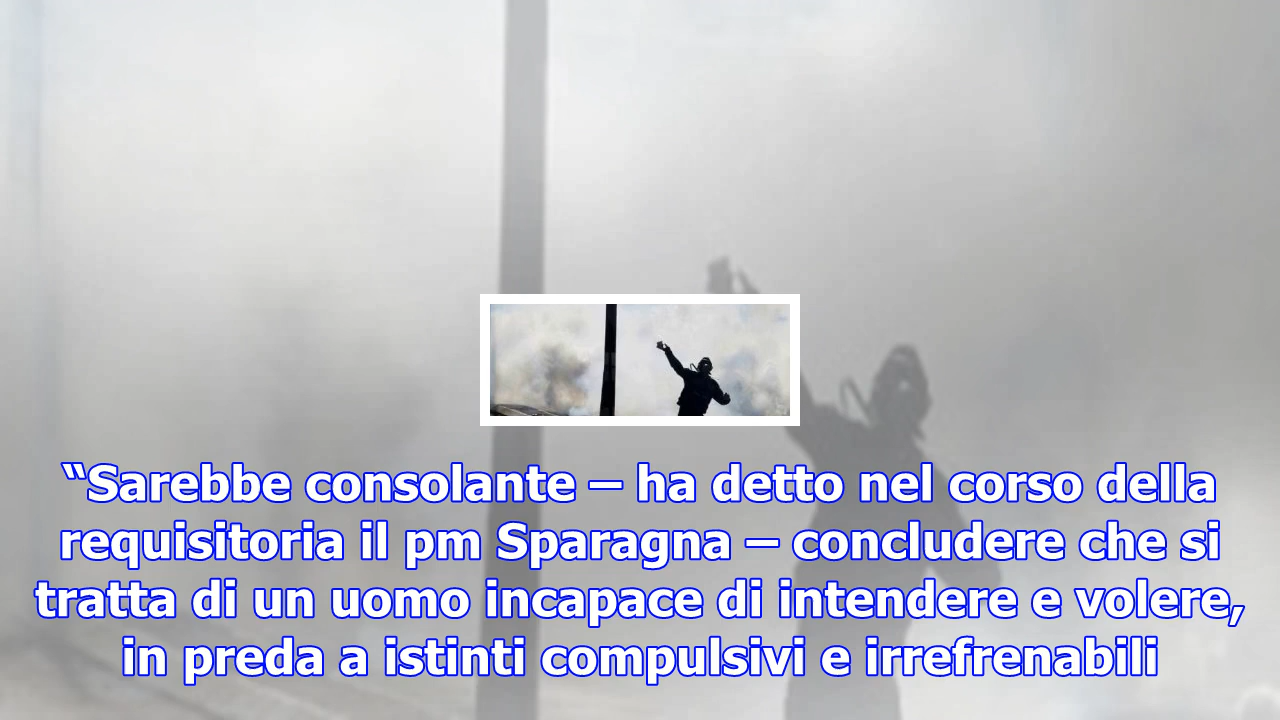 “Sarebbe consolante – ha detto nel corso della
requisitoria il pm Sparagna – concludere che si
tratta di un uomo incapace di intendere e volere,
in preda a istinti compulsivi e irrefrenabili